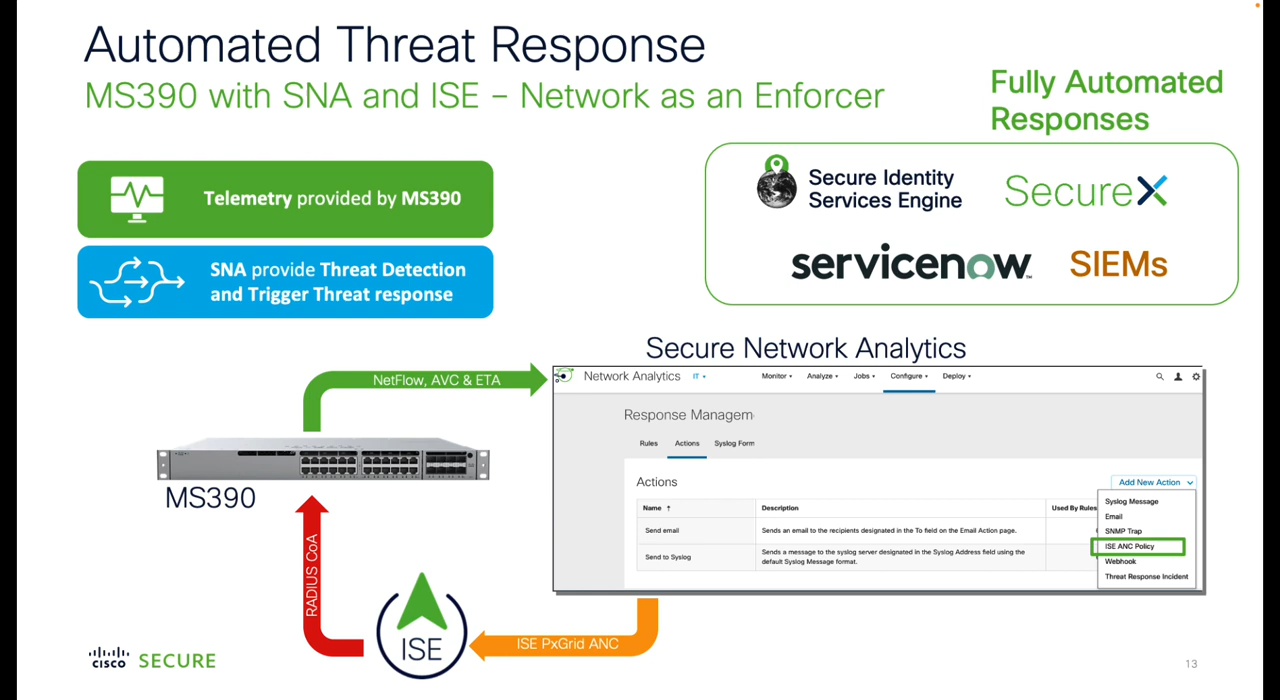 Automated Threat Response
MS390 with SNA and ISE – Network as an Enforcer
Fully Automated
Responses
Telemetry provided by MS390
SNA provide Threat Detection
and Trigger Threat response
Secure Identity
Services Engine
SecureX
servicenow™
SIEMs
Secure Network Analytics
NetFlow, AVC & ETA
Network Analytics IT
Monitor Analyze Jobs Configure Deploy
Response Managem
Rules Actions Syslog Form
Actions
Add New Action
Name ↑ Description Used By Rules
Send email Sends an email to the recipients designated in the To field on the Email Action page.
Send to Syslog Sends a message to the syslog server designated in the Syslog Address field using the
default Syslog Message format.
Syslog Message
Email
SNMP Trap
ISE ANC Policy
Webhook
Threat Response Incident
MS390
RADIUS CoA
ISE
ISE PxGrid ANC
CISCO SECURE
13